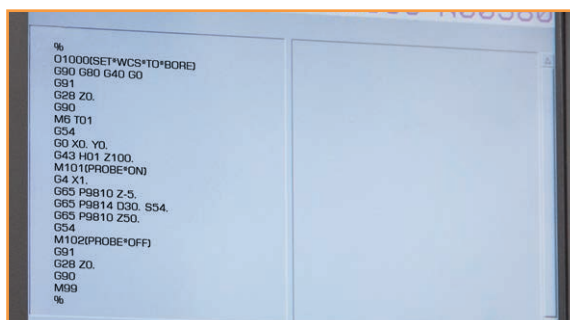 %
O1000(SET*WCS*TO*BORE)
G90 G80 G40 G0
G91
G28 Z0.
G90
M6 T01
G54
G0 X0. Y0.
G43 H01 Z100.
M101(PROBE*ON)
G4 X1.
G65 P9810 Z-5.
G65 P9814 D30. S54.
G65 P9810 Z50.
G54
M102(PROBE*OFF)
G91
G28 Z0.
G90
M99
%